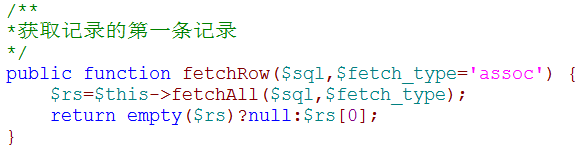 /**
*获取记录的第一条记录
*/
public function fetchRow($sql,$fetch_type='assoc') {
    $rs=$this->fetchAll($sql,$fetch_type);
    return empty($rs)?null:$rs[0];
}